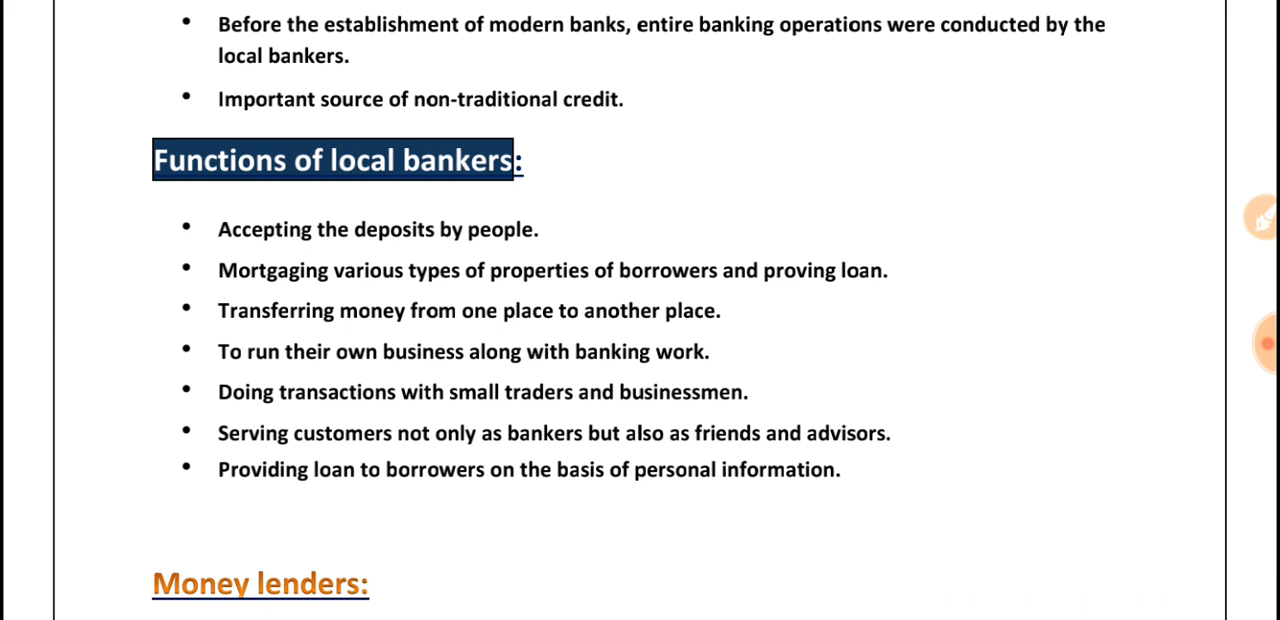 • Before the establishment of modern banks, entire banking operations were conducted by the
local bankers.
• Important source of non-traditional credit.
Functions of local bankers:
• Accepting the deposits by people.
• Mortgaging various types of properties of borrowers and proving loan.
• Transferring money from one place to another place.
• To run their own business along with banking work.
• Doing transactions with small traders and businessmen.
• Serving customers not only as bankers but also as friends and advisors.
• Providing loan to borrowers on the basis of personal information.
Money lenders: